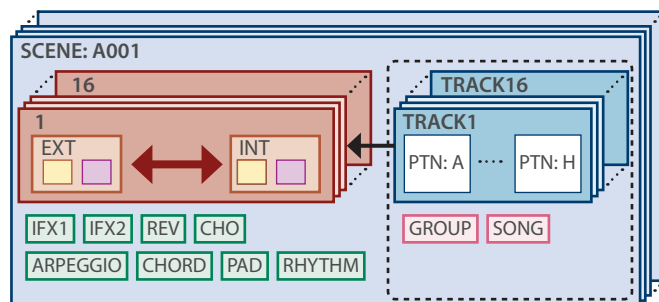 SCENE: A001
16
1
EXT
INT
TRACK16
TRACK1
PTN: A
PTN: H
IFX1 IFX2 REV CHO
ARPEGGIO CHORD PAD RHYTHM
GROUP SONG